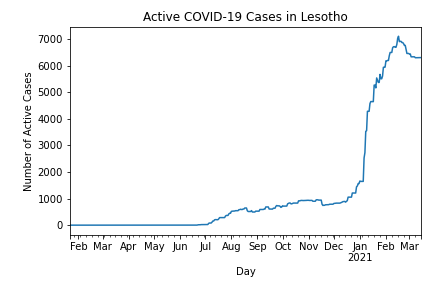 Active COVID-19 Cases in Lesotho
7000
6000
5000
4000
3000
2000
1000
0
Number of Active Cases
Feb Mar Apr May Jun Jul Aug Sep Oct Nov Dec Jan Feb Mar
2021
Day